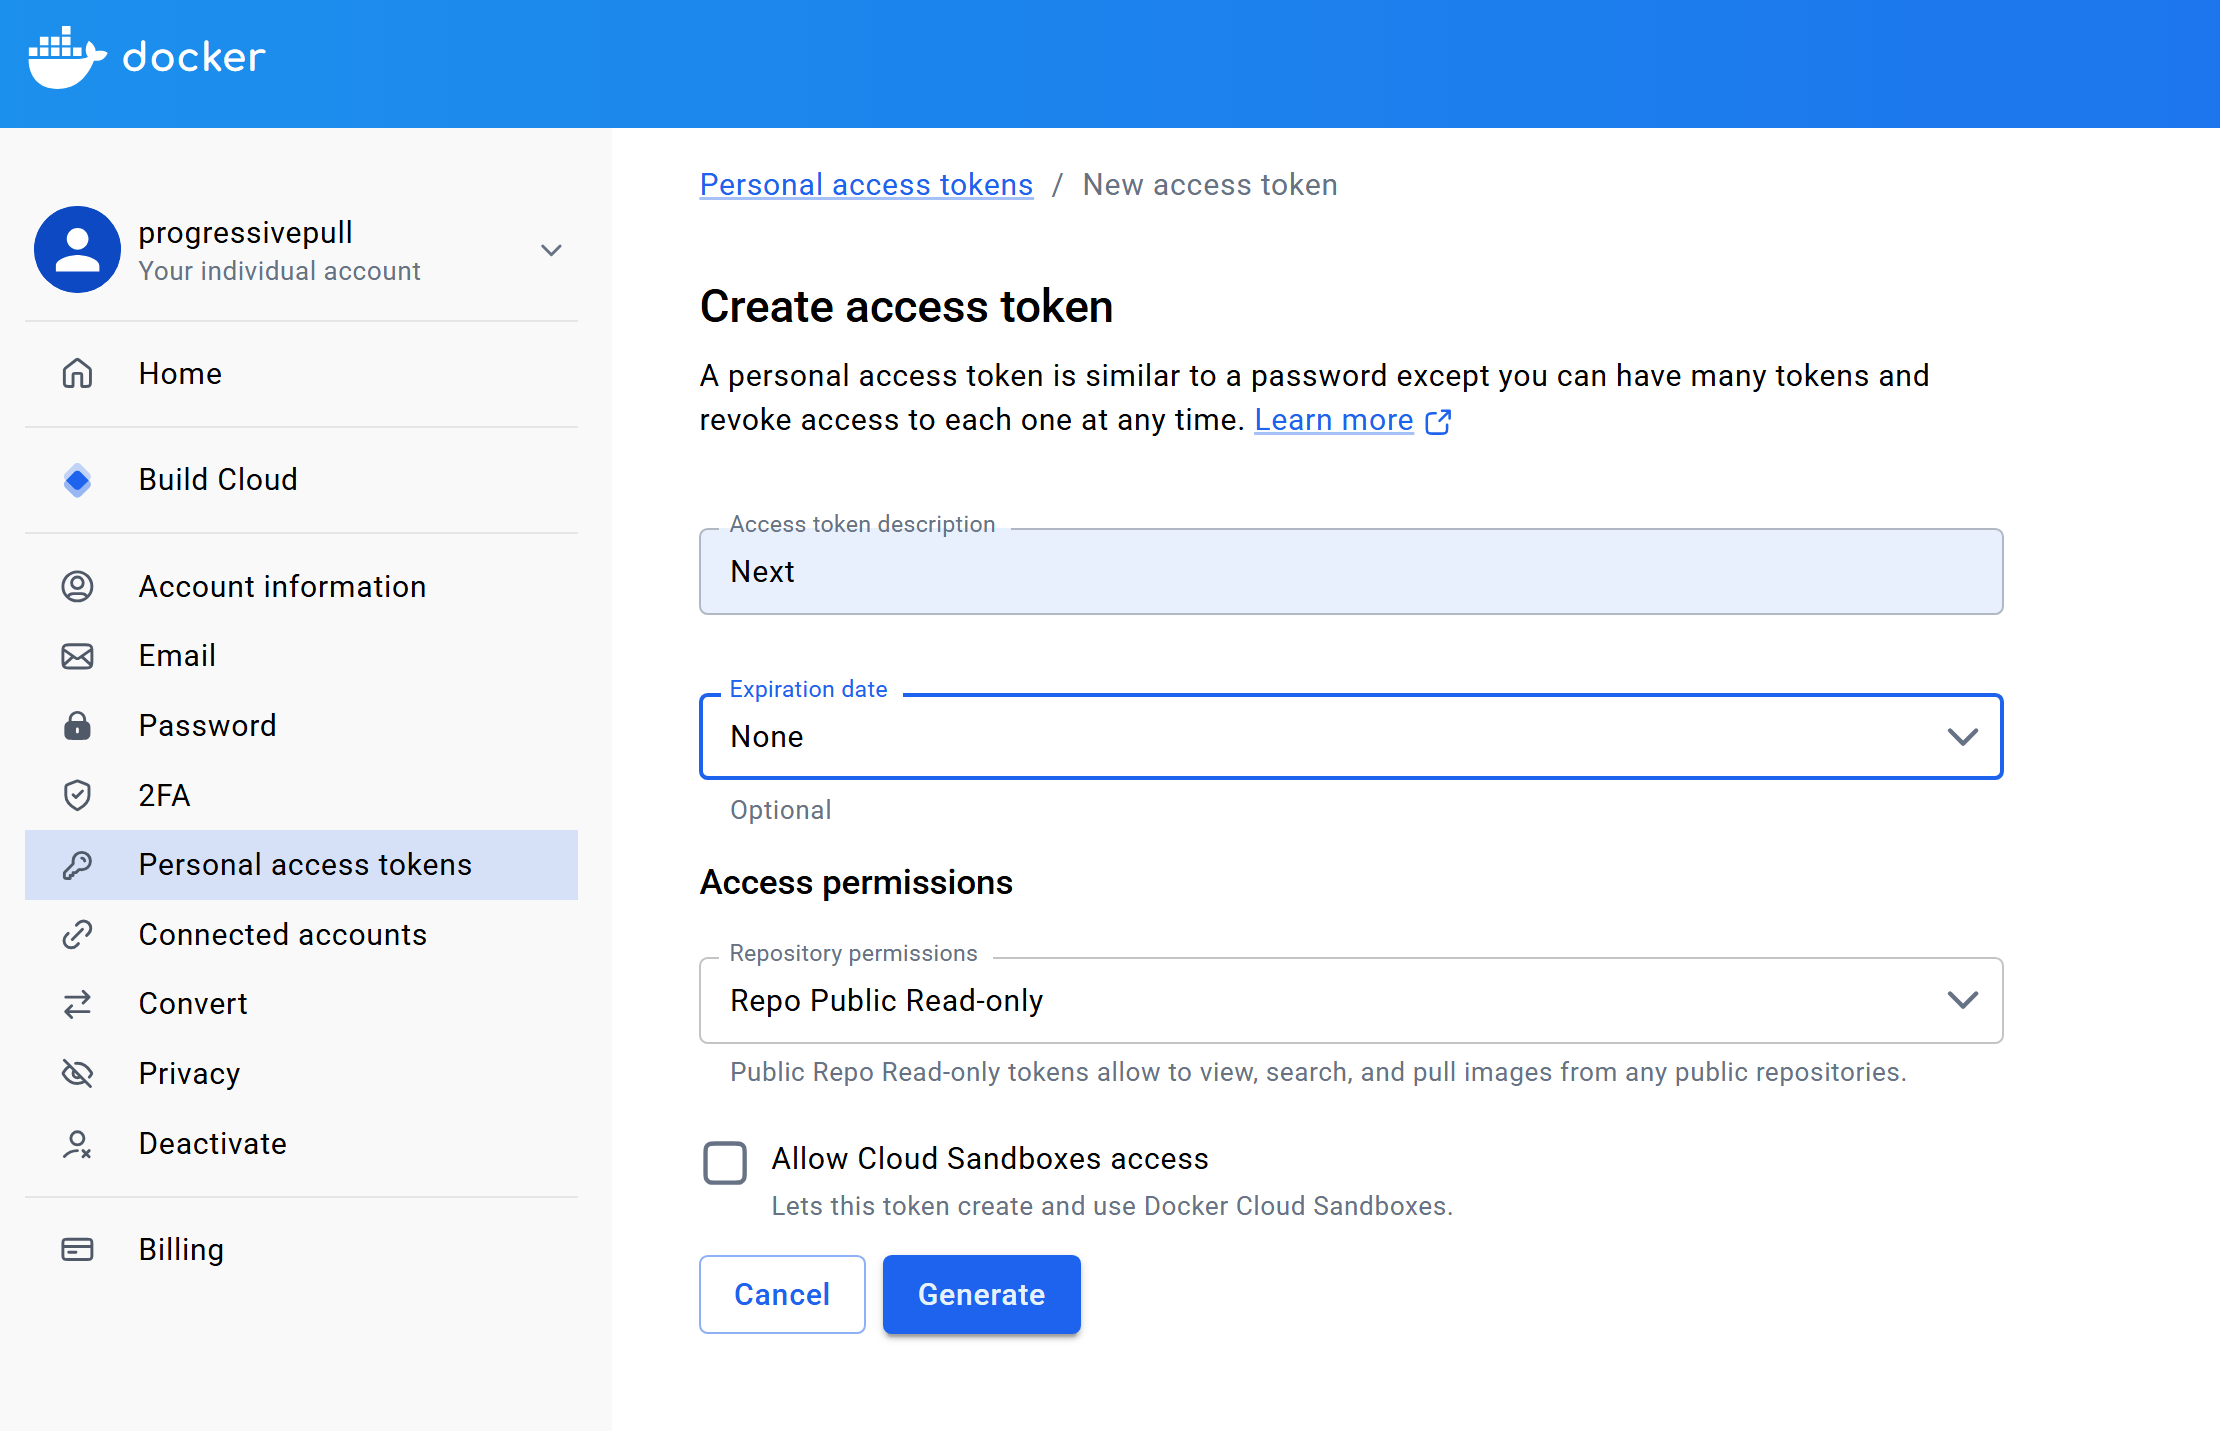 docker
progressivepull
Your individual account
Home
Build Cloud
Account information
Email
Password
2FA
Personal access tokens
Connected accounts
Convert
Privacy
Deactivate
Billing
Personal access tokens / New access token
Create access token
A personal access token is similar to a password except you can have many tokens and
revoke access to each one at any time. Learn more
Access token description
Next
Expiration date
None
Optional
Access permissions
Repository permissions
Repo Public Read-only
Public Repo Read-only tokens allow to view, search, and pull images from any public repositories.
Allow Cloud Sandboxes access
Lets this token create and use Docker Cloud Sandboxes.
Cancel
Generate